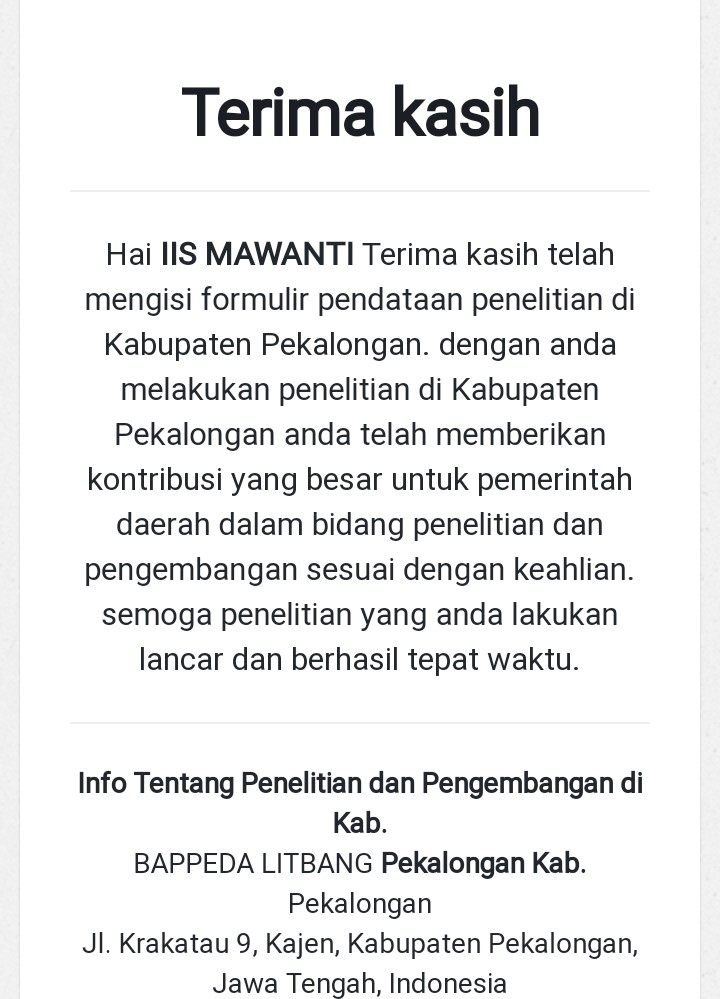 Terima kasih
Hai IIS MAWANTI Terima kasih telah
mengisi formulir pendataan penelitian di
Kabupaten Pekalongan. dengan anda
melakukan penelitian di Kabupaten
Pekalongan anda telah memberikan
kontribusi yang besar untuk pemerintah
daerah dalam bidang penelitian dan
pengembangan sesuai dengan keahlian.
semoga penelitian yang anda lakukan
lancar dan berhasil tepat waktu.
Info Tentang Penelitian dan Pengembangan di
Kab.
BAPPEDA LITBANG Pekalongan Kab.
Pekalongan
Jl. Krakatau 9, Kajen, Kabupaten Pekalongan,
Jawa Tengah, Indonesia